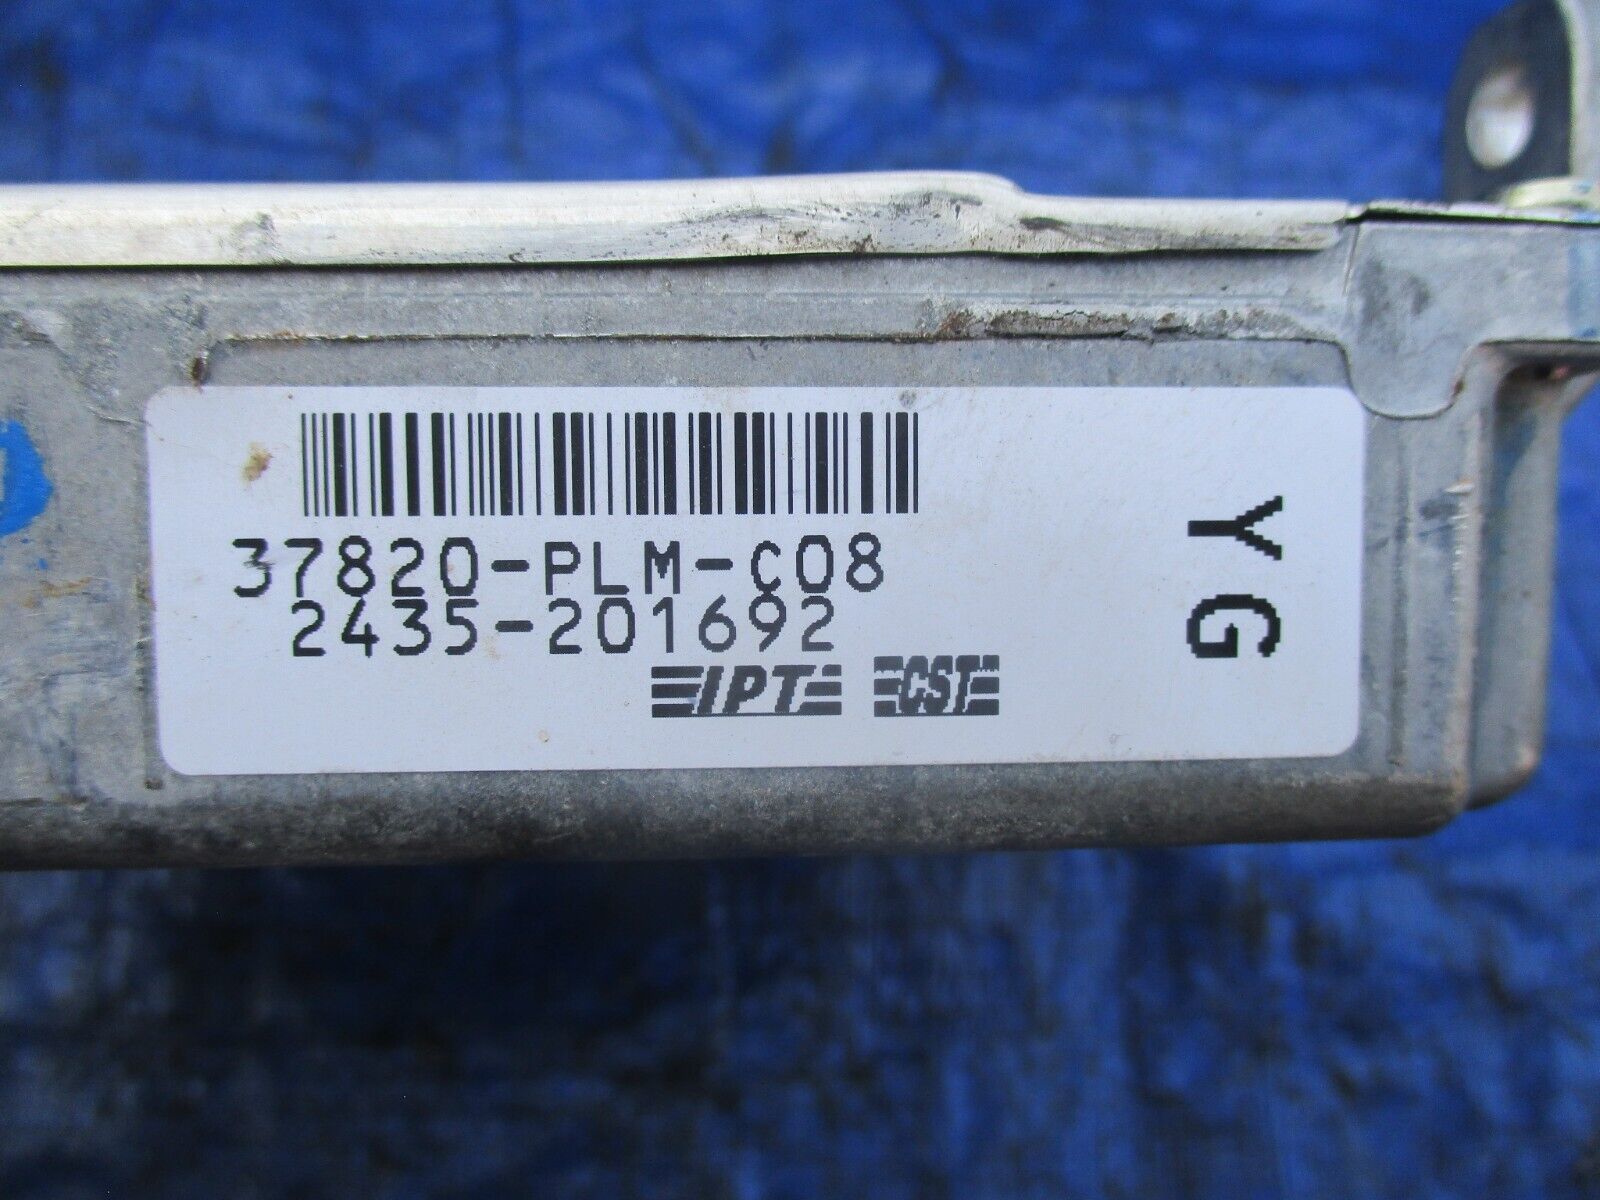 37820-PLM-C08
2435-201692
IPT CST
YG